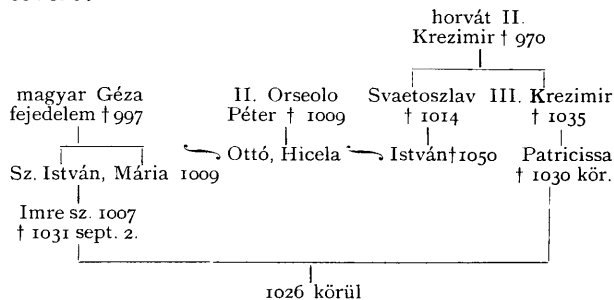 horvát II.
Krezimir † 970
magyar Géza
fejedelem † 997
II. Orseolo
Péter † 1009
Svaetoszlav
† 1014
III. Krezimir
† 1035
Sz. István, Mária 1009
Ottó, Hicela
István†1050
Patricissa
† 1030 kör.
Imre sz. 1007
† 1031 sept. 2.
1026 körül